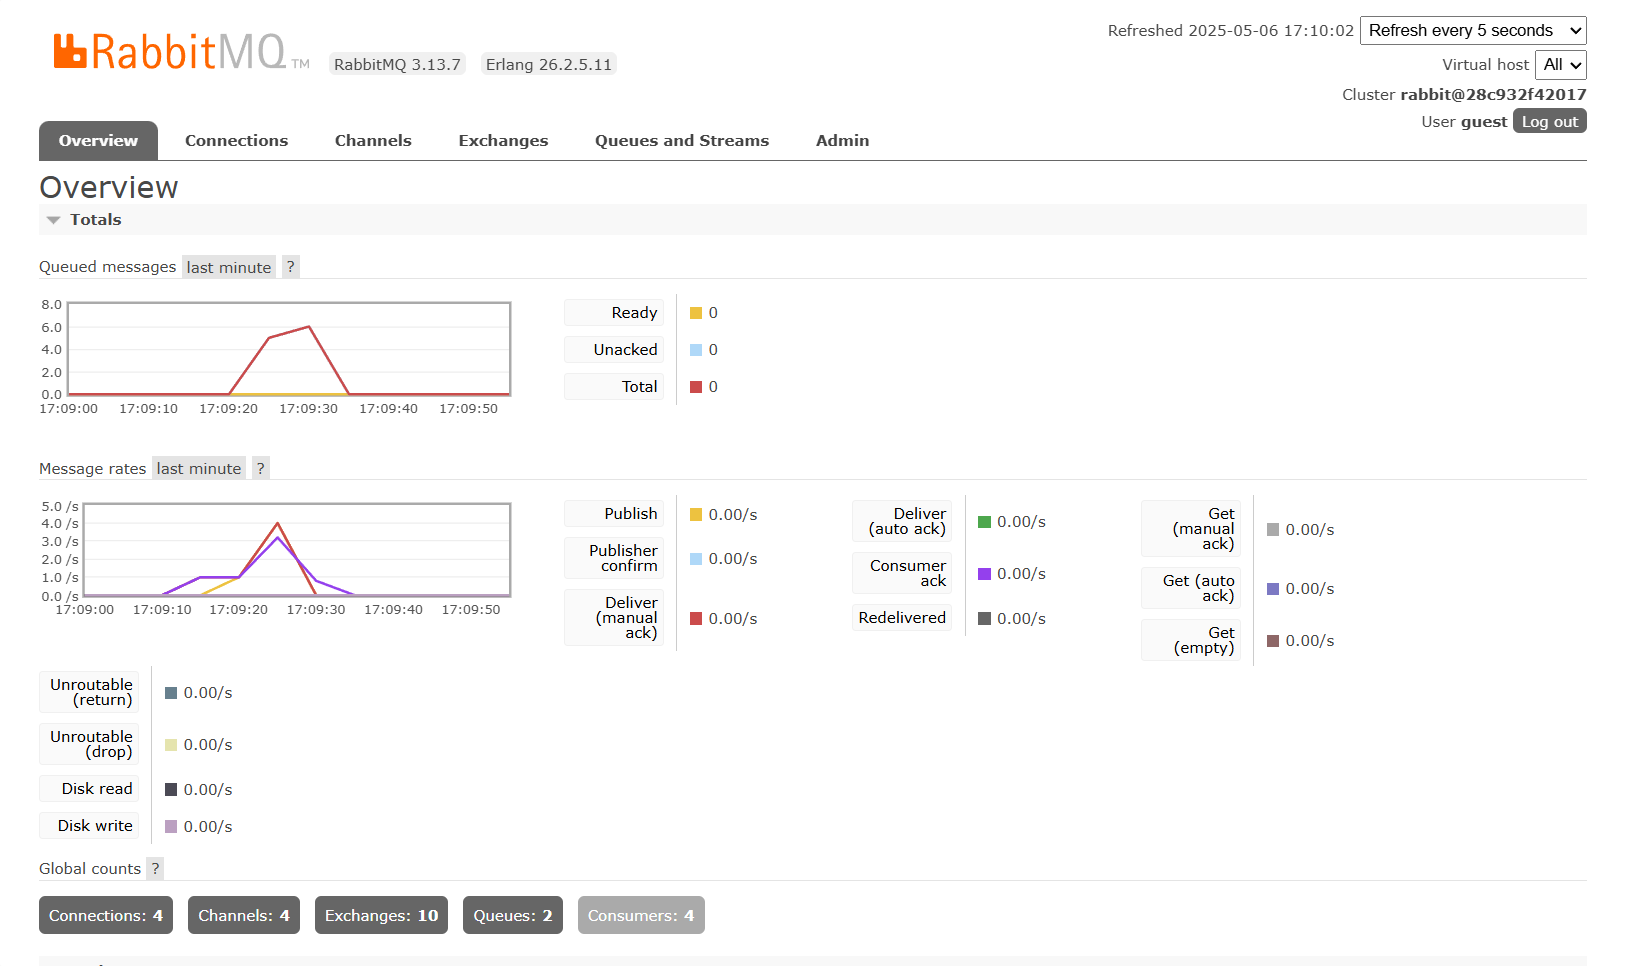 RabbitMQ TM
RabbitMQ 3.13.7
Erlang 26.2.5.11
Refreshed 2025-05-06 17:10:02
Refresh every 5 seconds
Virtual host
All
Cluster rabbit@28c932f42017
User guest
Log out
Overview
Connections
Channels
Exchanges
Queues and Streams
Admin
Overview
Totals
Queued messages last minute ?
8.0
6.0
4.0
2.0
0.0
17:09:00 17:09:10 17:09:20 17:09:30 17:09:40 17:09:50
Ready 0
Unacked 0
Total 0
Message rates last minute ?
5.0 /s
4.0 /s
3.0 /s
2.0 /s
1.0 /s
0.0 /s
17:09:00 17:09:10 17:09:20 17:09:30 17:09:40 17:09:50
Publish 0.00/s
Publisher
confirm 0.00/s
Deliver
(manual
ack) 0.00/s
Deliver
(auto ack) 0.00/s
Consumer
ack 0.00/s
Redelivered 0.00/s
Get
(manual
ack) 0.00/s
Get (auto
ack) 0.00/s
Get
(empty) 0.00/s
Unroutable
(return) 0.00/s
Unroutable
(drop) 0.00/s
Disk read 0.00/s
Disk write 0.00/s
Global counts ?
Connections: 4
Channels: 4
Exchanges: 10
Queues: 2
Consumers: 4